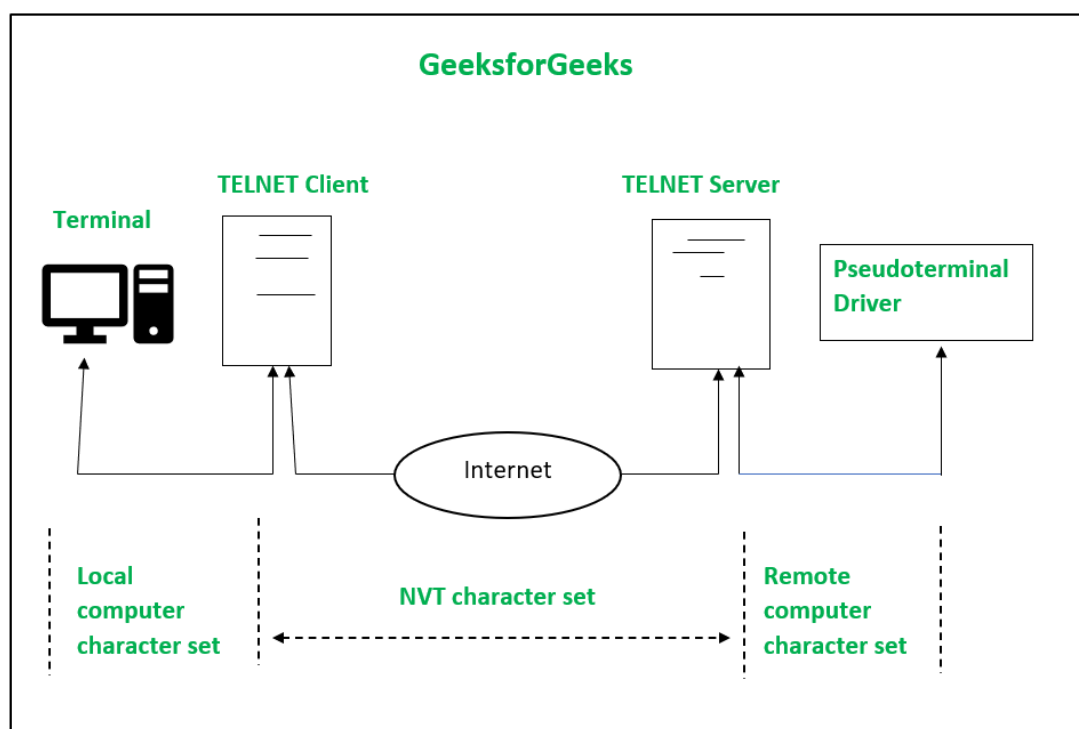 GeeksforGeeks
TELNET Client
TELNET Server
Terminal
Pseudoterminal
Driver
Internet
Local
computer
character set
NVT character set
Remote
computer
character set